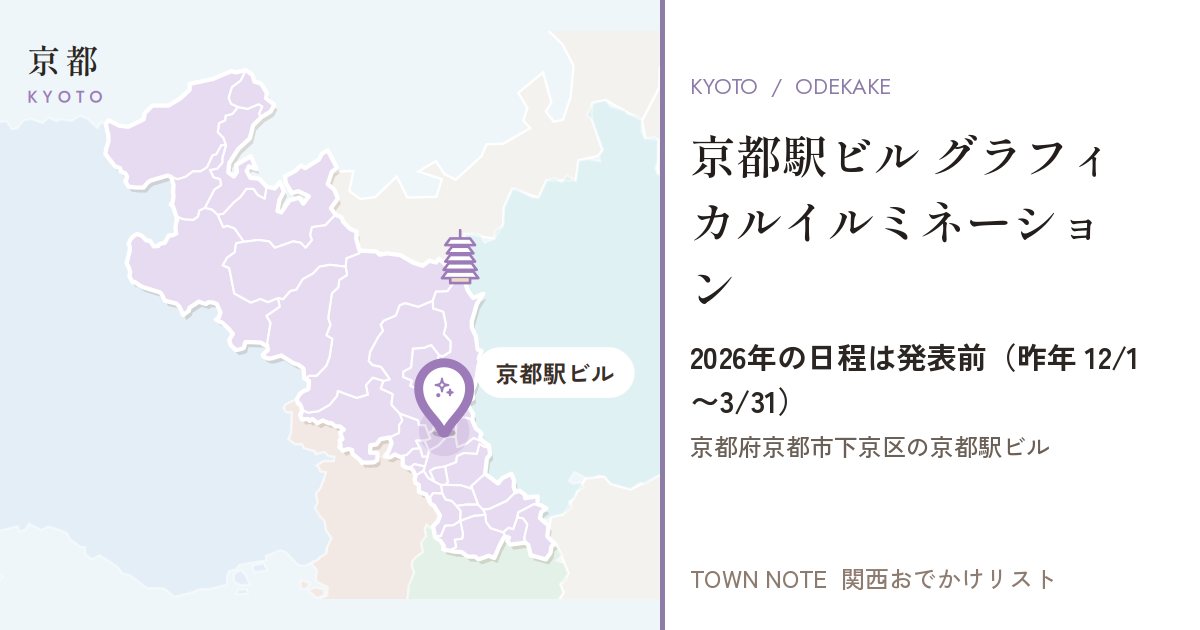 京都
KYOTO
京都駅ビル
KYOTO / ODEKAKE
京都駅ビル グラフィ
カルイルミネーショ
ン
2026年の日程は発表前（昨年 12/1
〜3/31）
京都府京都市下京区の京都駅ビル
TOWN NOTE 関西おでかけリスト